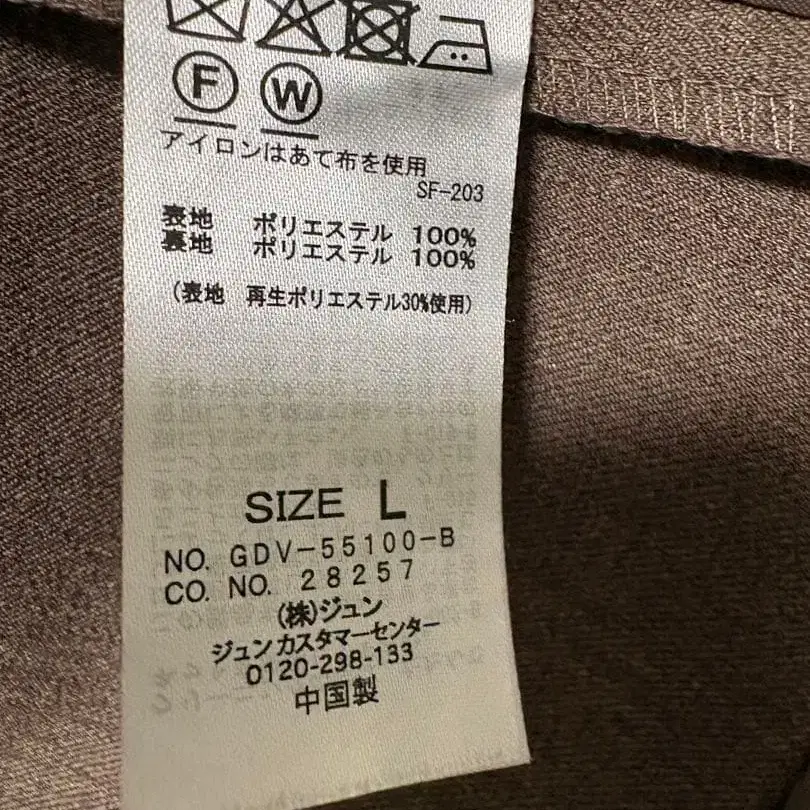 F W
アイロンはあて布を使用
SF-203
表地 ポリエステル 100%
裏地 ポリエステル 100%
(表地 再生ポリエステル30%使用)
SIZE L
NO. GDV-55100-B
CO. NO. 28257
(株)ジュン
ジュンカスタマーセンター
0120-298-133
中国製